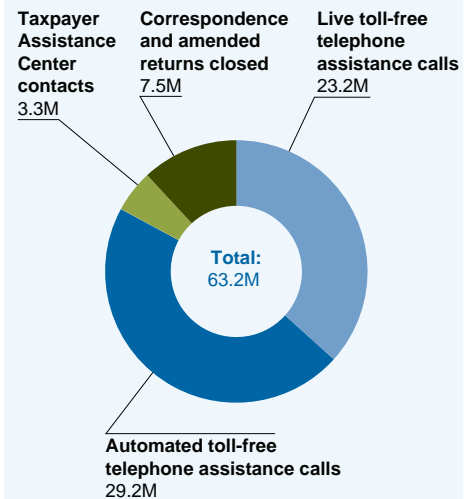 Taxpayer
Assistance
Center
contacts
3.3M
Correspondence
and amended
returns closed
7.5M
Live toll-free
telephone
assistance calls
23.2M
Total:
63.2M
Automated toll-free
telephone assistance calls
29.2M